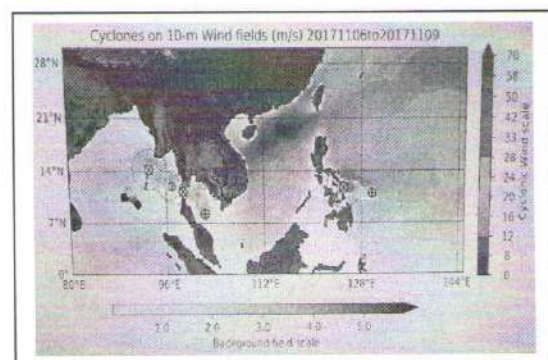 Cyclones on 10-m Wind fields (m/s) 20171106to20171109
28°N
21°N
14°N
7°N
0°
80°E 96°E 112°E 128°E 144°E
70
58
50
42
33
28
24
20
16
12
8
0
Cyclonic Wind scale
1.0 2.0 3.0 4.0 5.0
Background field scale